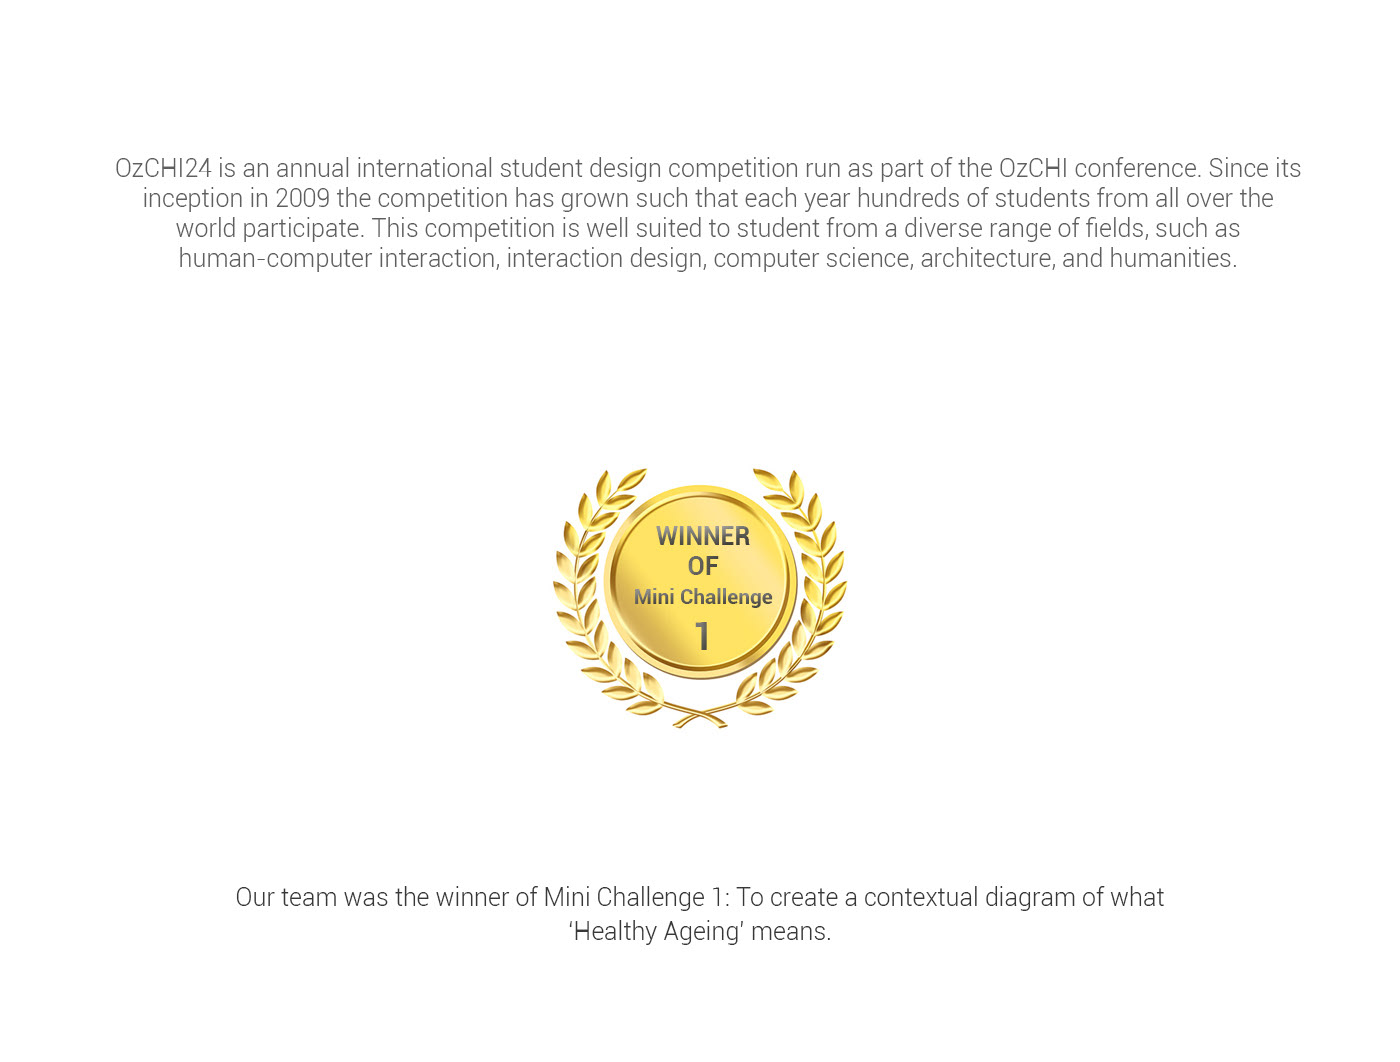 OzCHI24 is an annual international student design competition run as part of the OzCHI conference. Since its
inception in 2009 the competition has grown such that each year hundreds of students from all over the
world participate. This competition is well suited to student from a diverse range of fields, such as
human-computer interaction, interaction design, computer science, architecture, and humanities.
WINNER
OF
Mini Challenge
1
Our team was the winner of Mini Challenge 1: To create a contextual diagram of what
‘Healthy Ageing’ means.